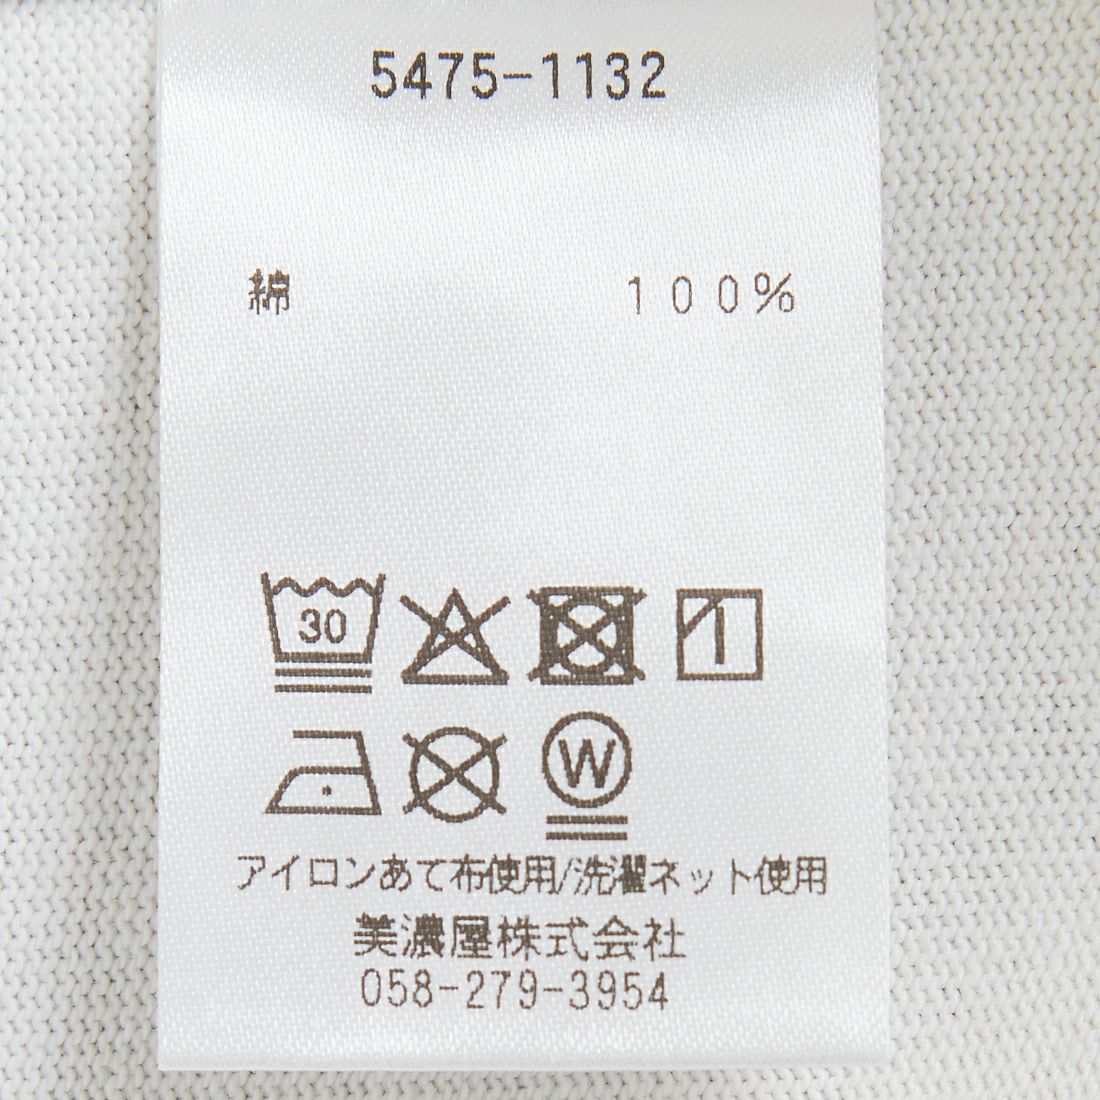 5475-1132
綿 100%
30
W
アイロンあて布使用/洗濯ネット使用
美濃屋株式会社
058-279-3954